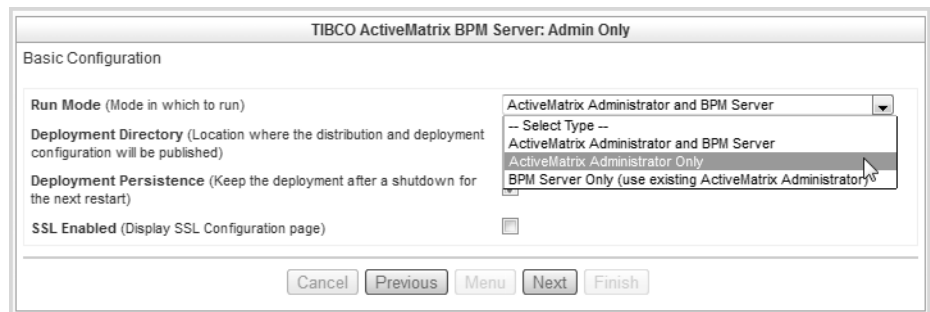 TIBCO ActiveMatrix BPM Server: Admin Only
Basic Configuration
Run Mode (Mode in which to run)
ActiveMatrix Administrator and BPM Server
-- Select Type --
ActiveMatrix Administrator and BPM Server
ActiveMatrix Administrator Only
BPM Server Only (use existing ActiveMatrix Administrator)
Deployment Directory (Location where the distribution and deployment
configuration will be published)
Deployment Persistence (Keep the deployment after a shutdown for
the next restart)
SSL Enabled (Display SSL Configuration page)
Cancel Previous Menu Next Finish